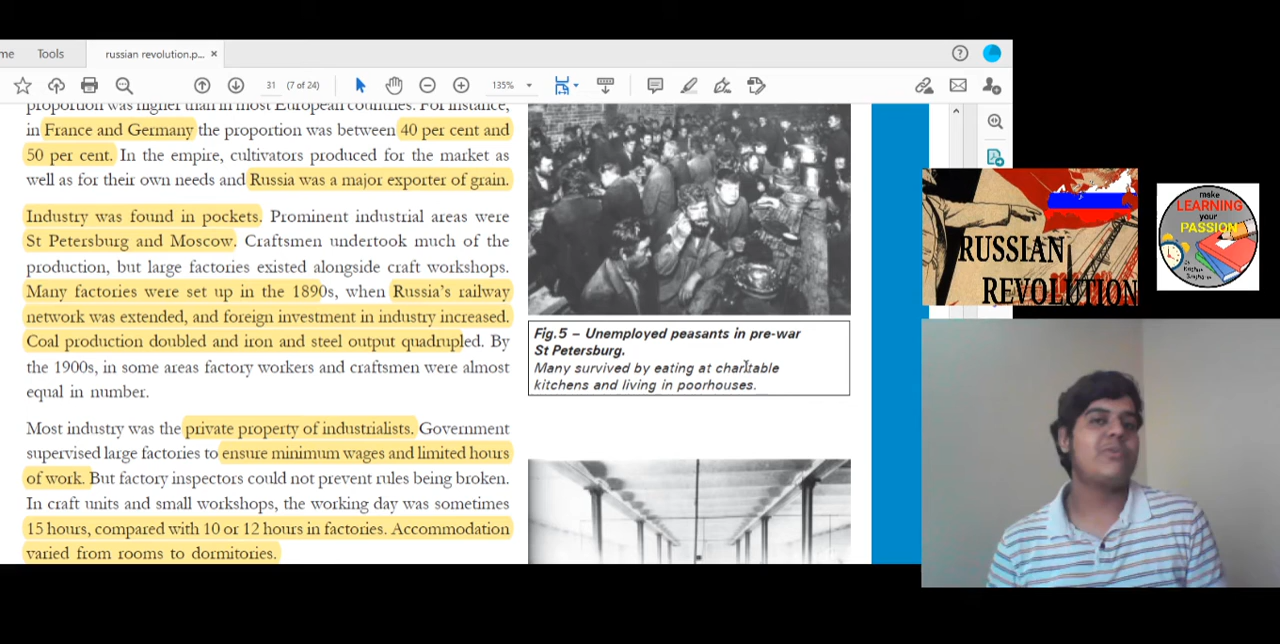 me
Tools
russian revolution.p... ×
31 (7 of 24)
135%
proportion was higher than in most European countries. For instance,
in France and Germany the proportion was between 40 per cent and
50 per cent. In the empire, cultivators produced for the market as
well as for their own needs and Russia was a major exporter of grain.
Industry was found in pockets. Prominent industrial areas were
St Petersburg and Moscow. Craftsmen undertook much of the
production, but large factories existed alongside craft workshops.
Many factories were set up in the 1890s, when Russia's railway
network was extended, and foreign investment in industry increased.
Coal production doubled and iron and steel output quadrupled. By
the 1900s, in some areas factory workers and craftsmen were almost
equal in number.
Most industry was the private property of industrialists. Government
supervised large factories to ensure minimum wages and limited hours
of work. But factory inspectors could not prevent rules being broken.
In craft units and small workshops, the working day was sometimes
15 hours, compared with 10 or 12 hours in factories. Accommodation
varied from rooms to dormitories.
Fig.5 – Unemployed peasants in pre-war
St Petersburg.
Many survived by eating at charitable
kitchens and living in poorhouses.
RUSSIAN
REVOLUTION
make
LEARNING
your
PASSION